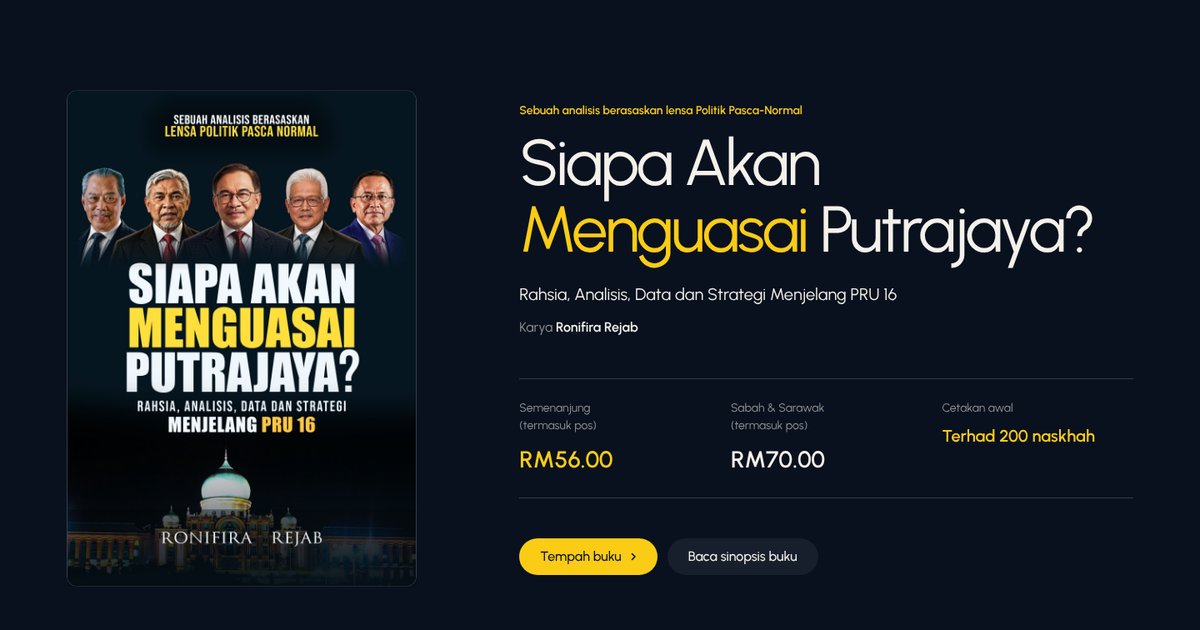 SEBUAH ANALISIS BERASASKAN
LENSA POLITIK PASCA NORMAL
SIAPA AKAN
MENGUASAI
PUTRAJAYA?
RAHSIA, ANALISIS, DATA DAN STRATEGI
MENJELANG PRU 16
RONIFIRA REJAB
Sebuah analisis berasaskan lensa Politik Pasca-Normal
Siapa Akan
Menguasai Putrajaya?
Rahsia, Analisis, Data dan Strategi Menjelang PRU 16
Karya Ronifira Rejab
Semenanjung
(termasuk pos)
RM56.00
Sabah & Sarawak
(termasuk pos)
RM70.00
Cetakan awal
Terhad 200 naskhah
Tempah buku >
Baca sinopsis buku